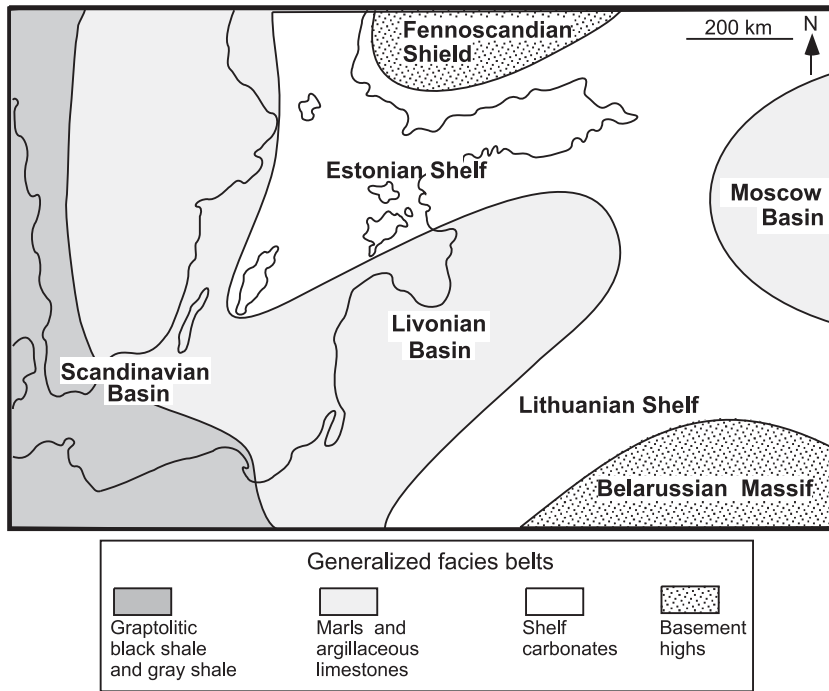 Fennoscandian
Shield
200 km
N
Estonian Shelf
Moscow
Basin
Livonian
Basin
Scandinavian
Basin
Lithuanian Shelf
Belarussian Massif
Generalized facies belts
Graptolitic
black shale
and gray shale
Marls and
argillaceous
limestones
Shelf
carbonates
Basement
highs